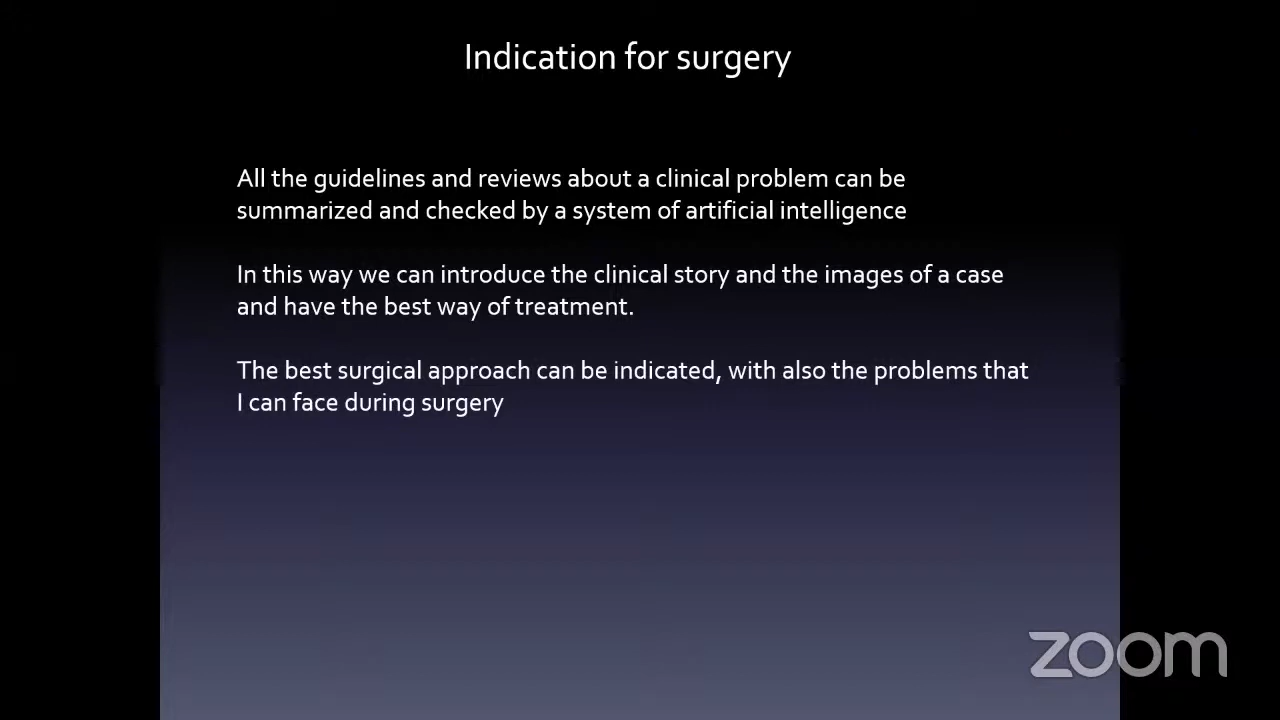 Indication for surgery
All the guidelines and reviews about a clinical problem can be
summarized and checked by a system of artificial intelligence
In this way we can introduce the clinical story and the images of a case
and have the best way of treatment.
The best surgical approach can be indicated, with also the problems that
I can face during surgery
zoom